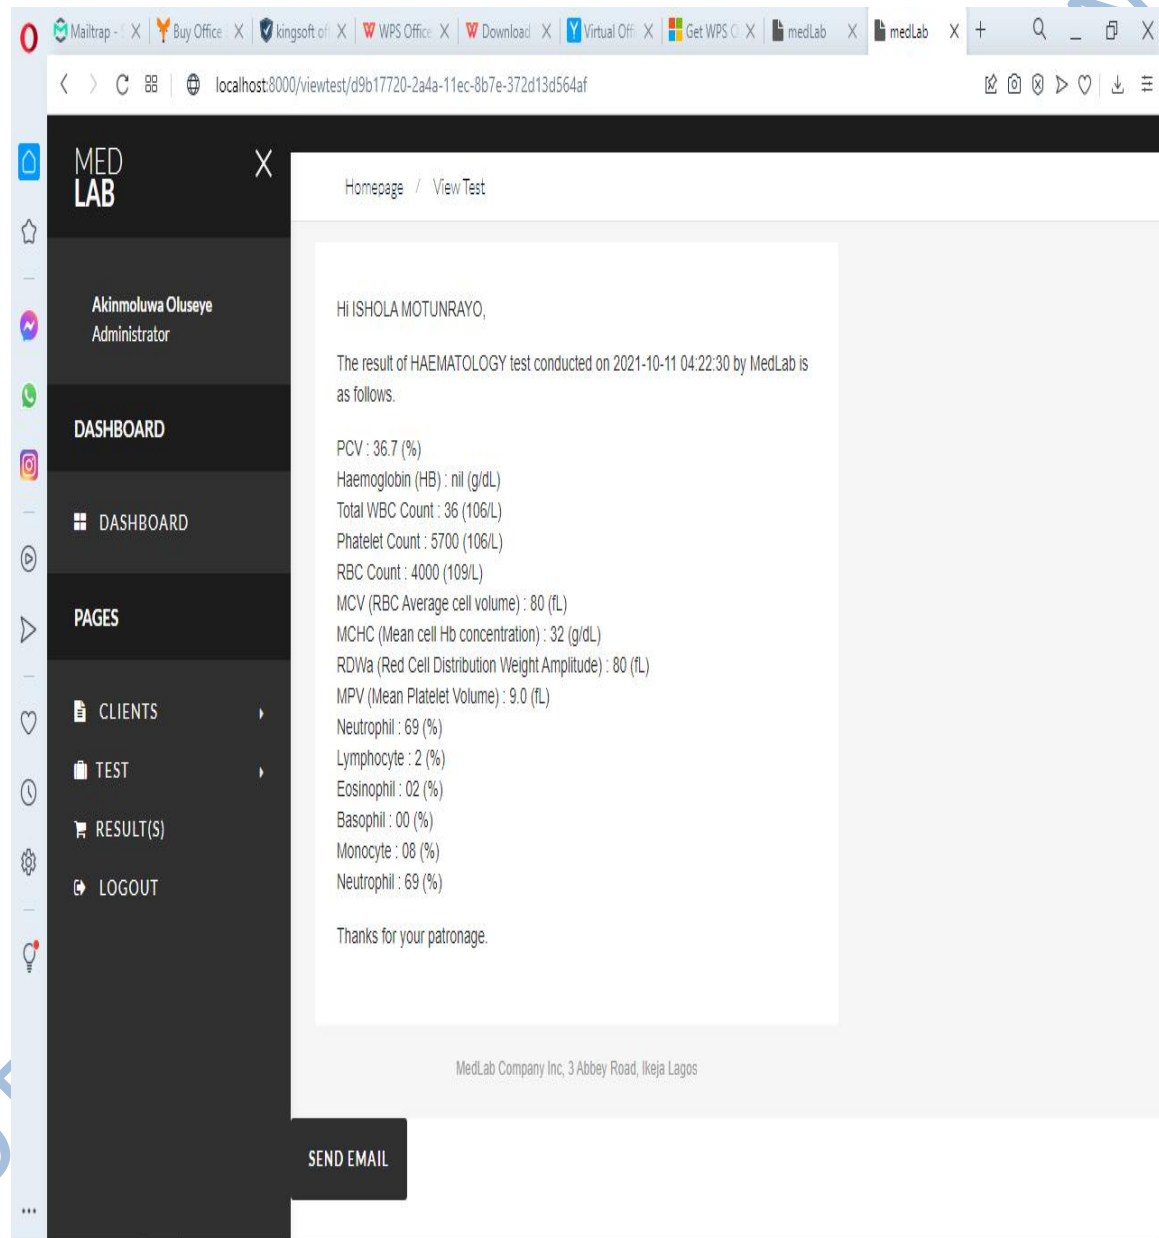 Mailtrap - S
Buy Office
kingsoft off
WPS Office
Download
Virtual Offi
Get WPS O
medLab
medLab
localhost:8000/viewtest/d9b17720-2a4a-11ec-8b7e-372d13d564af
MED
LAB
Homepage / View Test
Akinmoluwa Oluseye
Administrator
DASHBOARD
DASHBOARD
PAGES
CLIENTS
TEST
RESULT(S)
LOGOUT
Hi ISHOLA MOTUNRAYO,
The result of HAEMATOLOGY test conducted on 2021-10-11 04:22:30 by MedLab is
as follows.
PCV : 36.7 (%)
Haemoglobin (HB) : nil (g/dL)
Total WBC Count : 36 (106/L)
Phatelet Count : 5700 (106/L)
RBC Count : 4000 (109/L)
MCV (RBC Average cell volume) : 80 (fL)
MCHC (Mean cell Hb concentration) : 32 (g/dL)
RDWa (Red Cell Distribution Weight Amplitude) : 80 (fL)
MPV (Mean Platelet Volume) : 9.0 (fL)
Neutrophil : 69 (%)
Lymphocyte : 2 (%)
Eosinophil : 02 (%)
Basophil : 00 (%)
Monocyte : 08 (%)
Neutrophil : 69 (%)
Thanks for your patronage.
MedLab Company Inc, 3 Abbey Road, Ikeja Lagos
SEND EMAIL